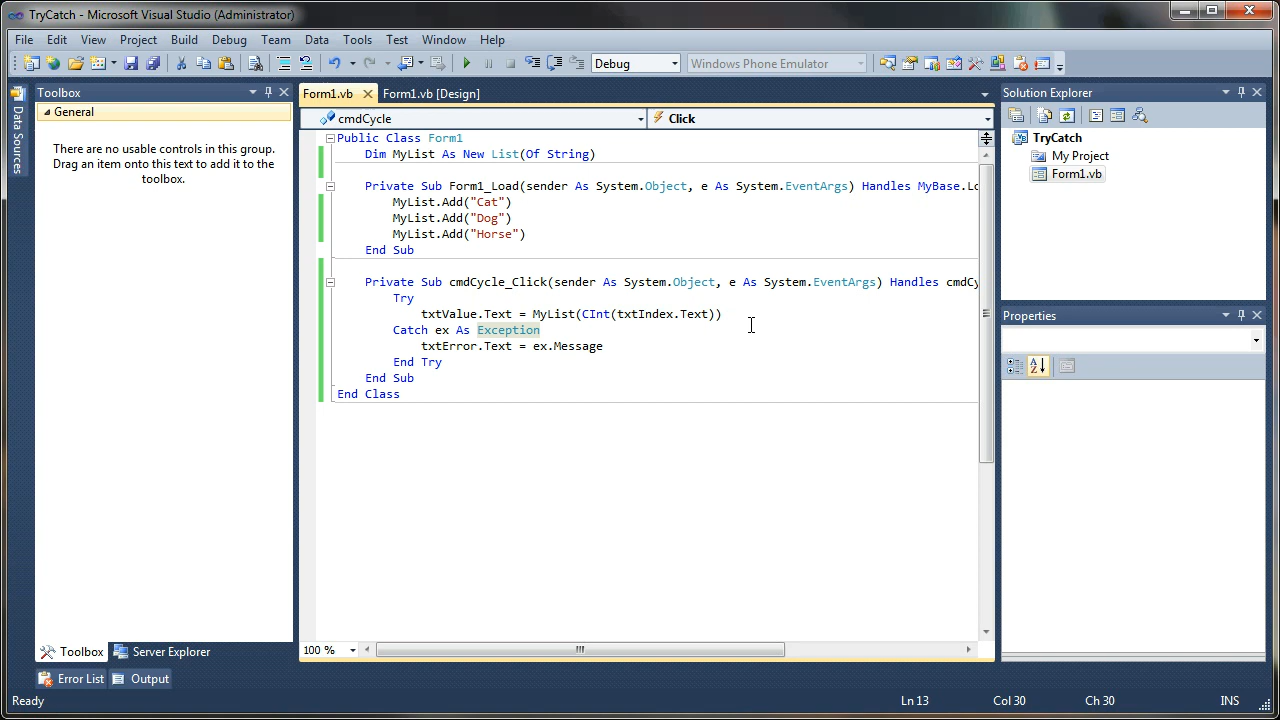 TryCatch - Microsoft Visual Studio (Administrator)
File Edit View Project Build Debug Team Data Tools Test Window Help
Debug
Windows Phone Emulator
Data Sources
Toolbox
General
There are no usable controls in this group.
Drag an item onto this text to add it to the
toolbox.
Toolbox
Server Explorer
Form1.vb
Form1.vb [Design]
cmdCycle
Click
Public Class Form1
Dim MyList As New List(Of String)
Private Sub Form1_Load(sender As System.Object, e As System.EventArgs) Handles MyBase.Lo
MyList.Add("Cat")
MyList.Add("Dog")
MyList.Add("Horse")
End Sub
Private Sub cmdCycle_Click(sender As System.Object, e As System.EventArgs) Handles cmdCy
Try
txtValue.Text = MyList(CInt(txtIndex.Text))
Catch ex As Exception
txtError.Text = ex.Message
End Try
End Sub
End Class
100 %
Solution Explorer
TryCatch
My Project
Form1.vb
Properties
Error List
Output
Ready
Ln 13
Col 30
Ch 30
INS